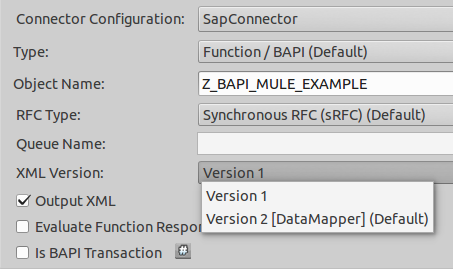 Connector Configuration: SapConnector
Type: Function / BAPI (Default)
Object Name: Z_BAPI_MULE_EXAMPLE
RFC Type: Synchronous RFC (sRFC) (Default)
Queue Name:
XML Version: Version 1
Version 1
Output XML
Version 2 [DataMapper] (Default)
Evaluate Function Respo
Is BAPI Transaction #